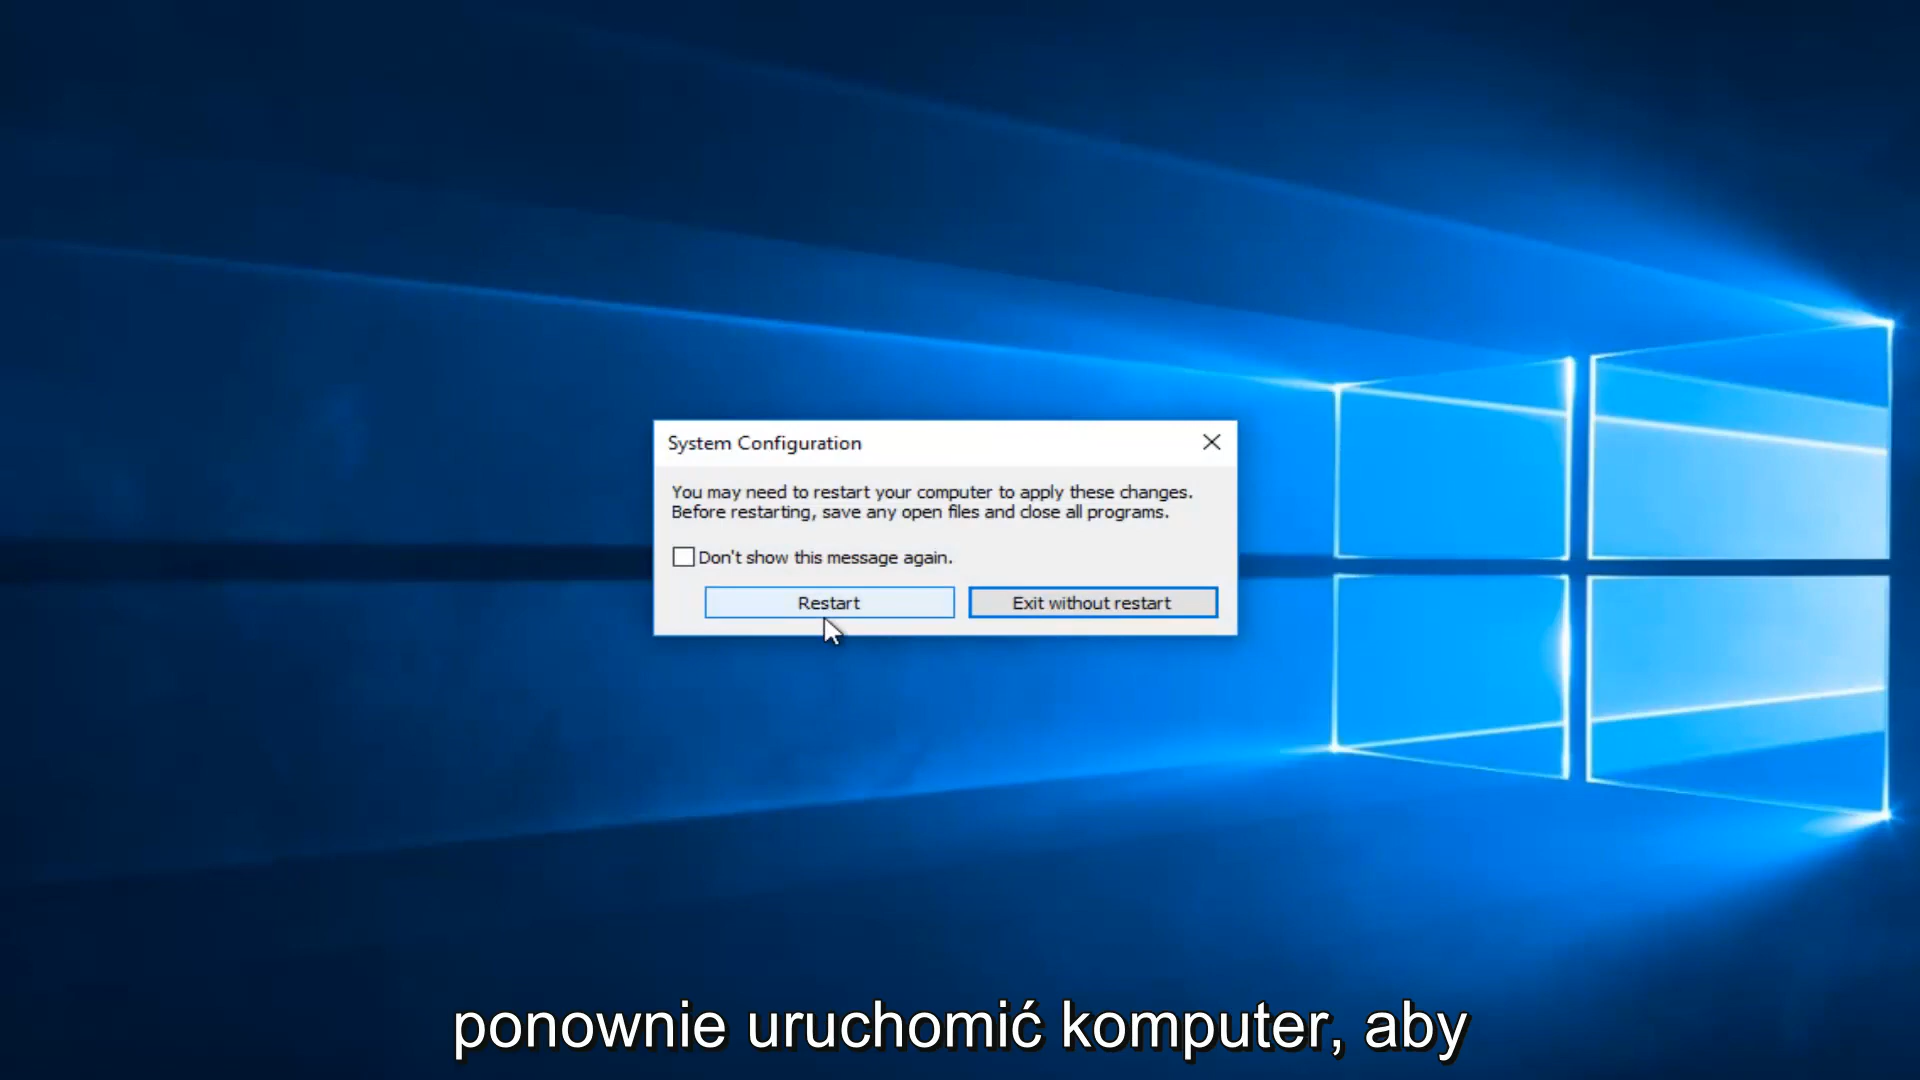 System Configuration
You may need to restart your computer to apply these changes.
Before restarting, save any open files and close all programs.
Don't show this message again.
Restart
Exit without restart
ponownie uruchomić komputer, aby